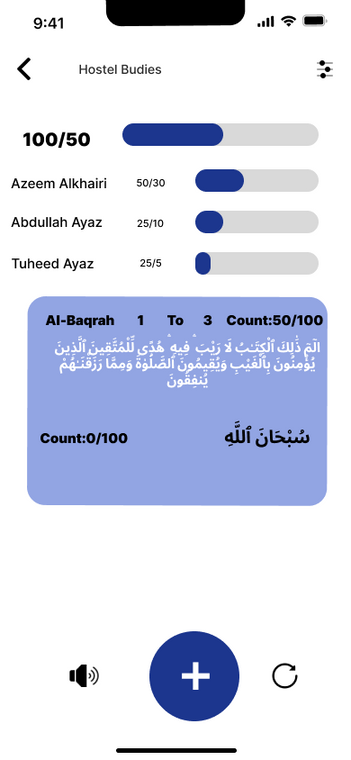 9:41
Hostel Budies
100/50
Azeem Alkhairi 50/30
Abdullah Ayaz 25/10
Tuheed Ayaz 25/5
Al-Baqrah 1 To 3 Count:50/100
الٓمٓ ذَٰلِكَ ٱلْكِتَـٰبُ لَا رَيْبَ ۛ فِيهِ ۛ هُدًى لِّلْمُتَّقِينَ ٱلَّذِينَ
يُؤْمِنُونَ بِٱلْغَيْبِ وَيُقِيمُونَ ٱلصَّلَوٰةَ وَمِمَّا رَزَقْنَـٰهُمْ
يُنفِقُونَ
Count:0/100 سُبْحَانَ ٱللَّٰهِ